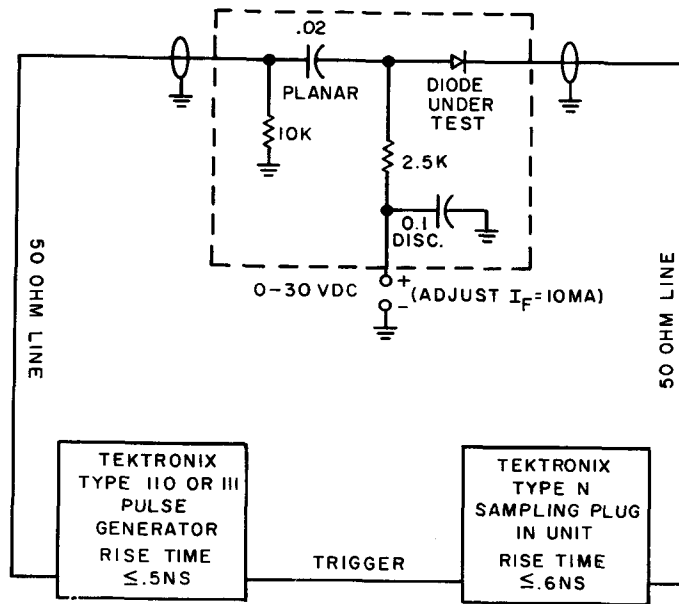 .02
PLANAR
10K
DIODE
UNDER
TEST
2.5K
0.1
DISC.
0-30 VDC
+
-
(ADJUST IF=10MA)
50 OHM LINE
50 OHM LINE
TEKTRONIX
TYPE 110 OR 111
PULSE
GENERATOR
RISE TIME
≤.5NS
TRIGGER
TEKTRONIX
TYPE N
SAMPLING PLUG
IN UNIT
RISE TIME
≤.6NS